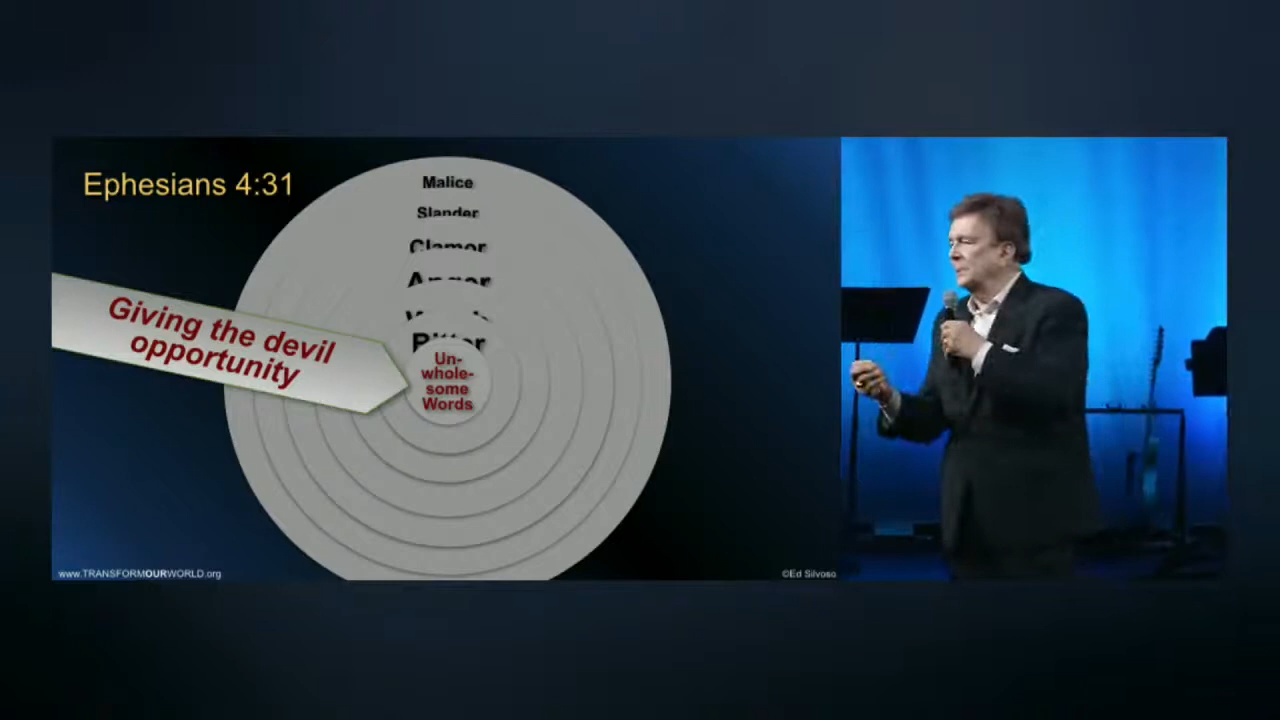 Ephesians 4:31
Malice
Slander
Clamor
Anger
Bitter
Un-
whole-
some
Words
Giving the devil
opportunity
www.TRANSFORMOURWORLD.org
©Ed Silvoso